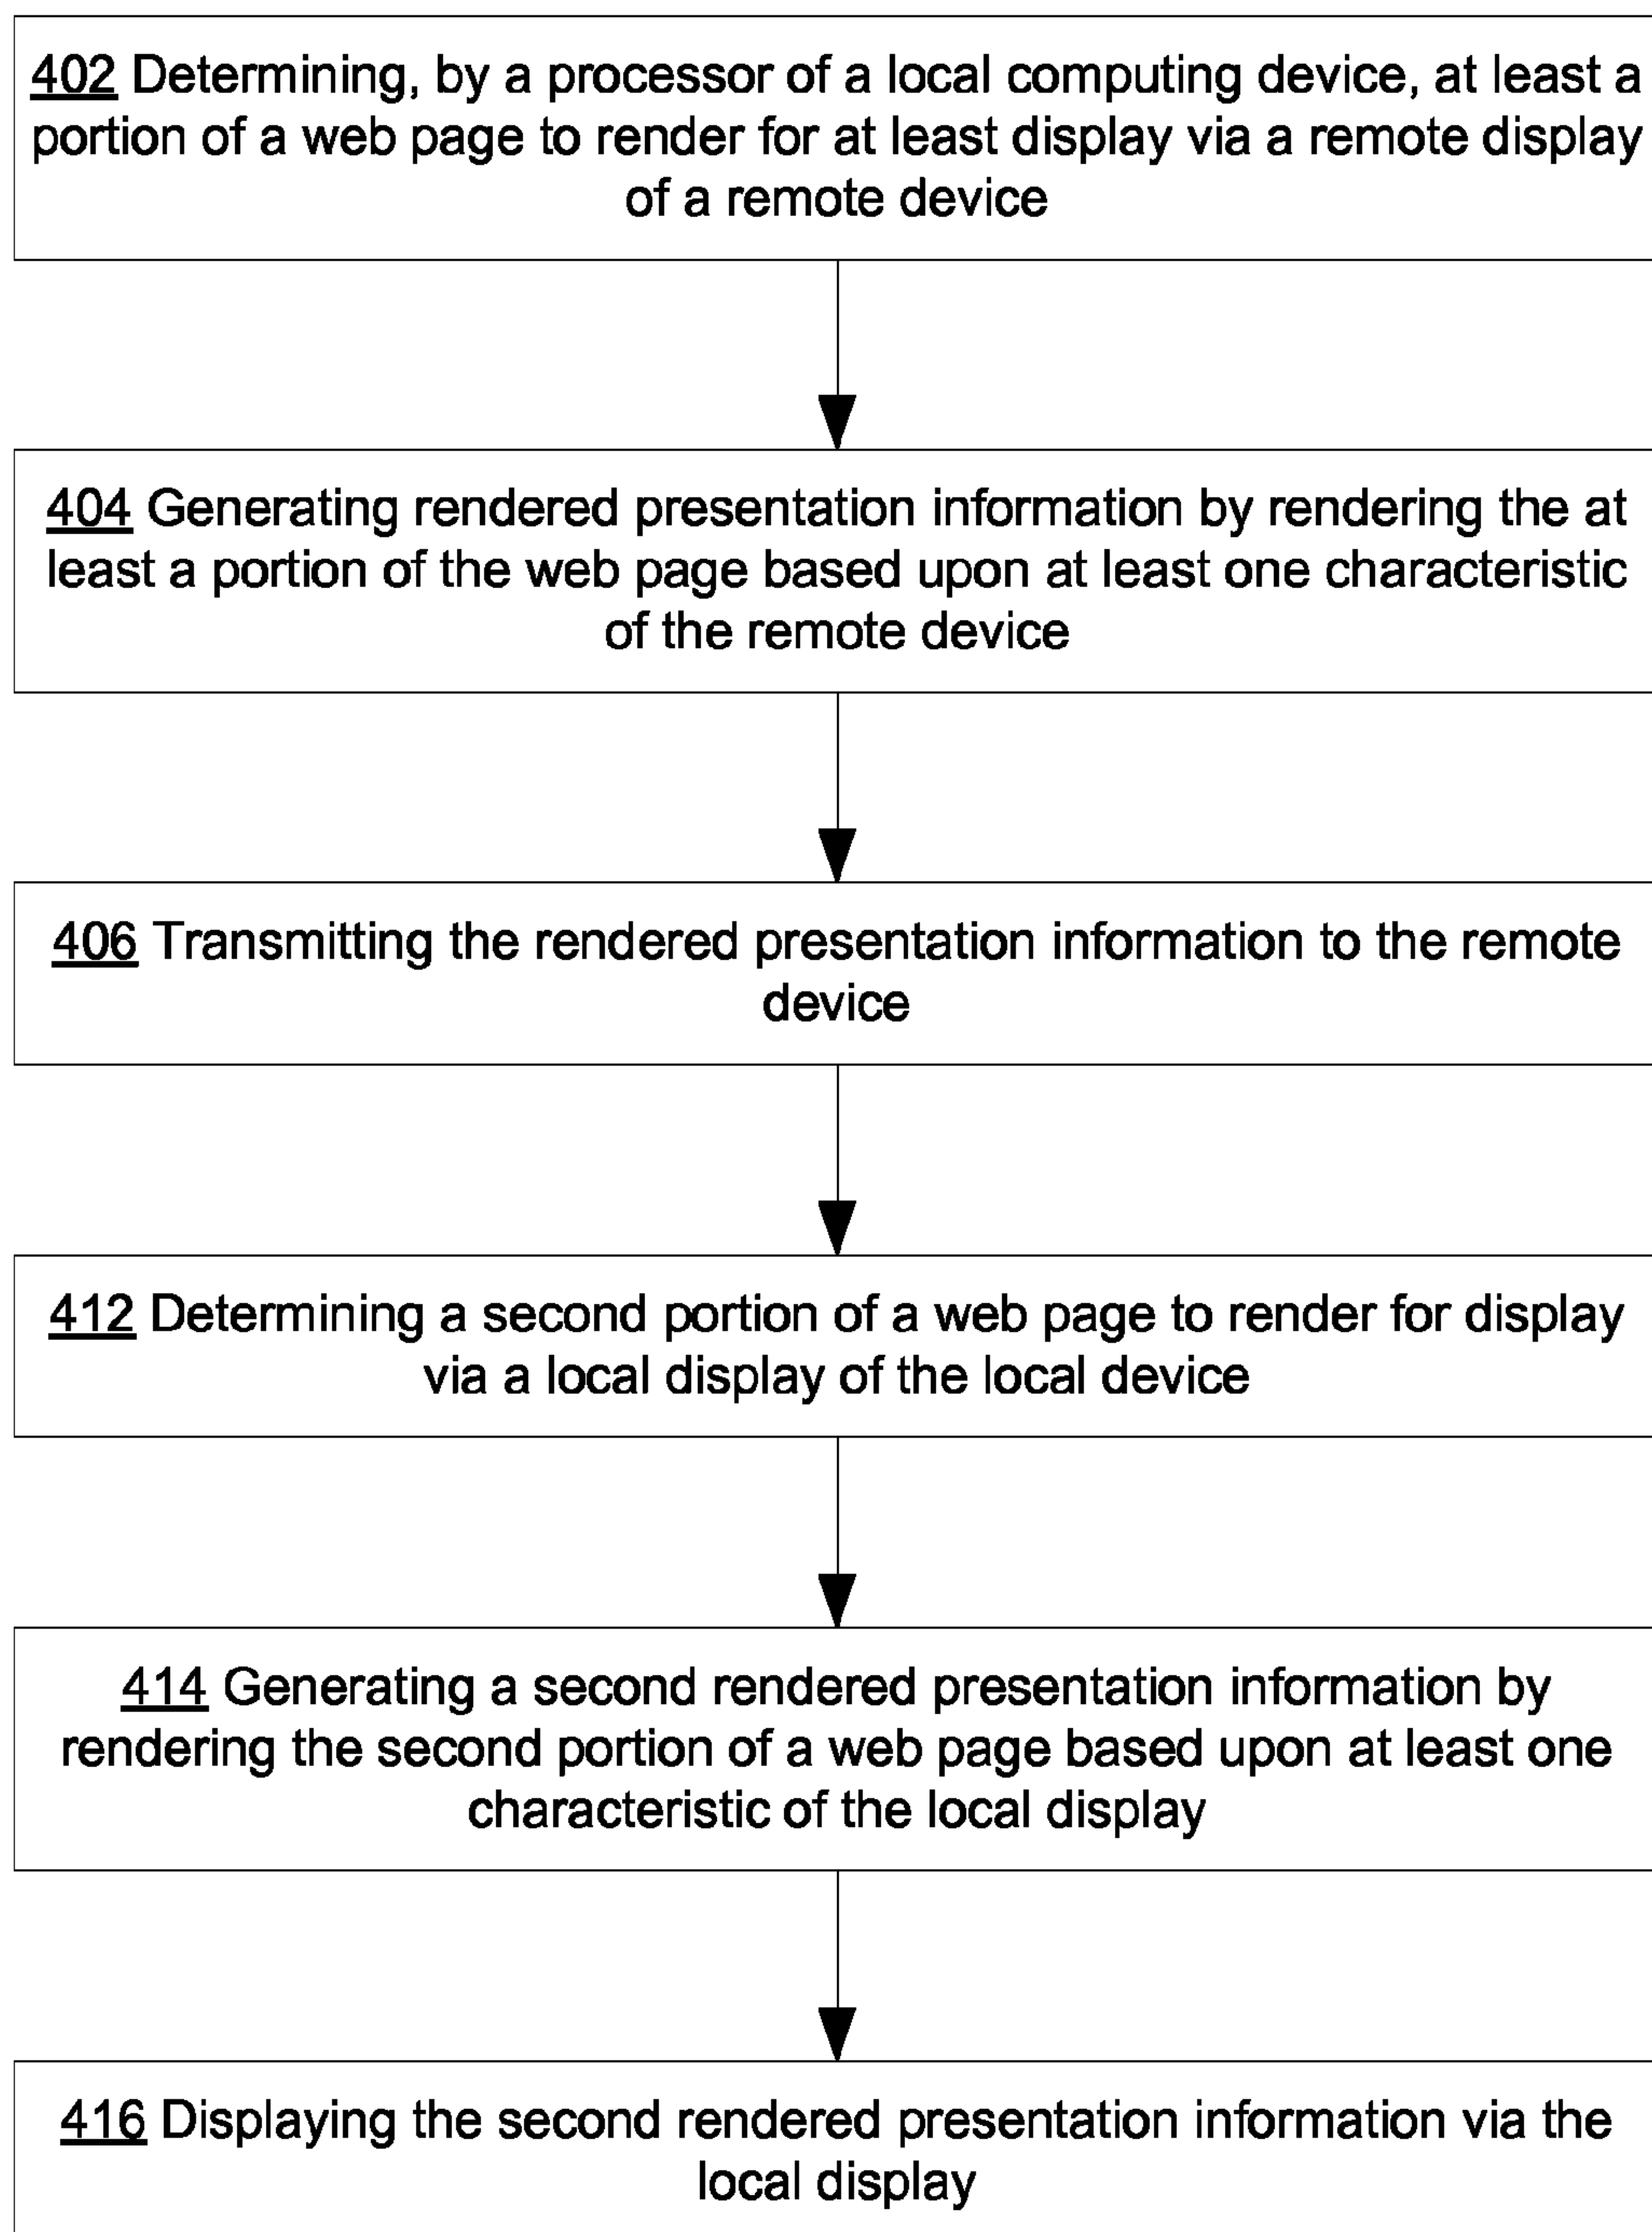 402 Determining, by a processor of a local computing device, at least a
portion of a web page to render for at least display via a remote display
of a remote device
404 Generating rendered presentation information by rendering the at
least a portion of the web page based upon at least one characteristic
of the remote device
406 Transmitting the rendered presentation information to the remote
device
412 Determining a second portion of a web page to render for display
via a local display of the local device
414 Generating a second rendered presentation information by
rendering the second portion of a web page based upon at least one
characteristic of the local display
416 Displaying the second rendered presentation information via the
local display